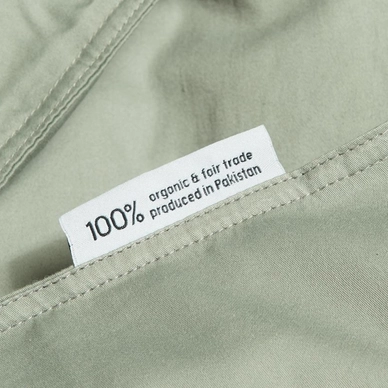 100% organic & fair trade
produced in Pakistan